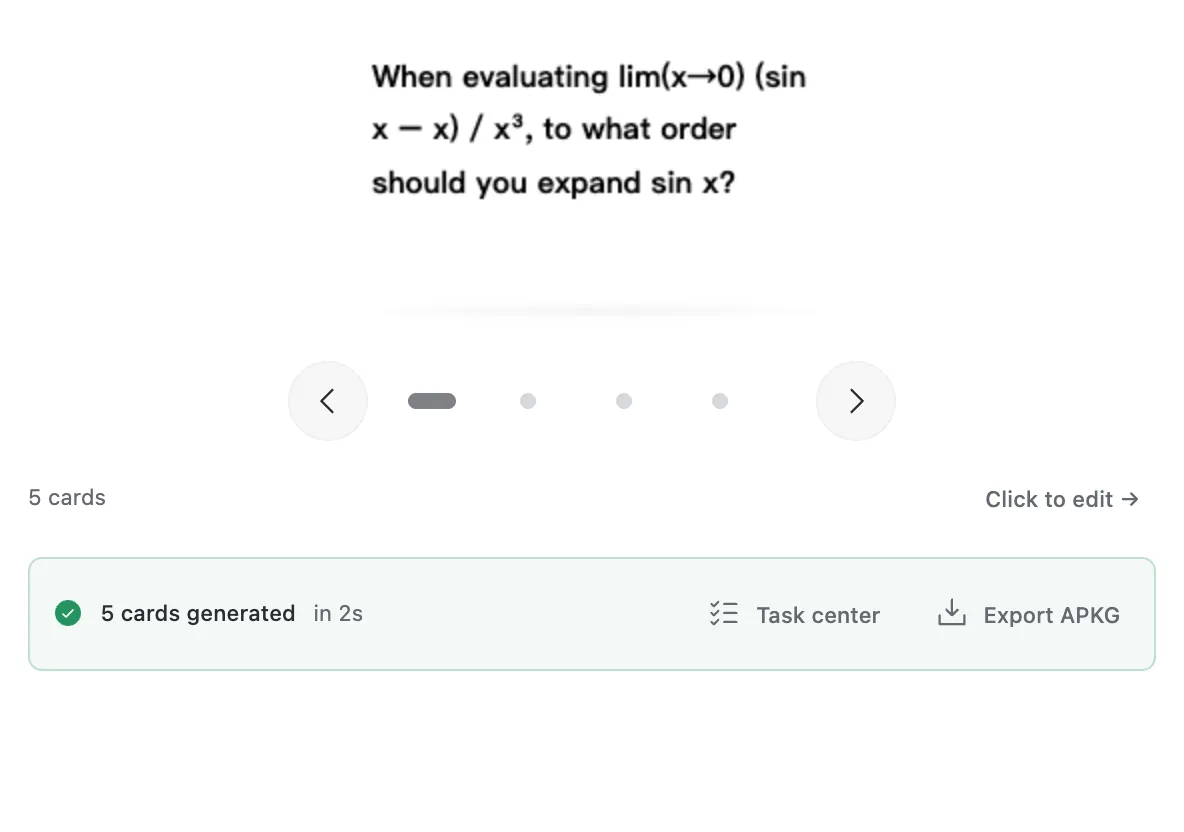 When evaluating lim(x→0) (sin
x − x) / x³, to what order
should you expand sin x?
5 cards
Click to edit →
5 cards generated in 2s
Task center
Export APKG